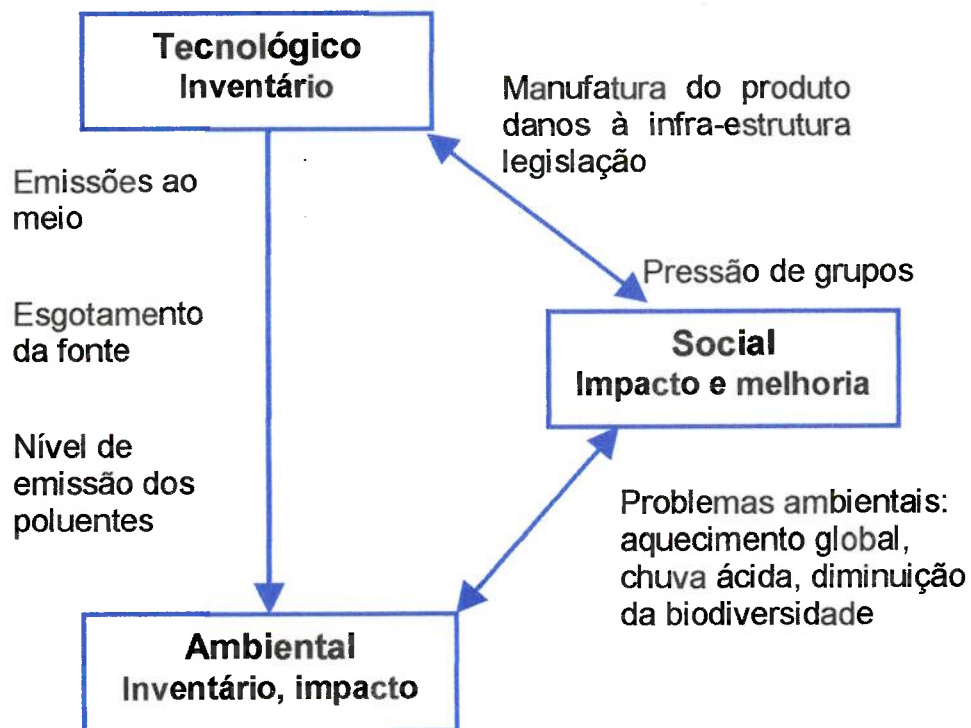 Tecnológico
Inventário
Manufatura do produto
danos à infra-estrutura
legislação
Emissões ao
meio
Pressão de grupos
Esgotamento
da fonte
Social
Impacto e melhoria
Nível de
emissão dos
poluentes
Problemas ambientais:
aquecimento global,
chuva ácida, diminuição
da biodiversidade
Ambiental
Inventário, impacto